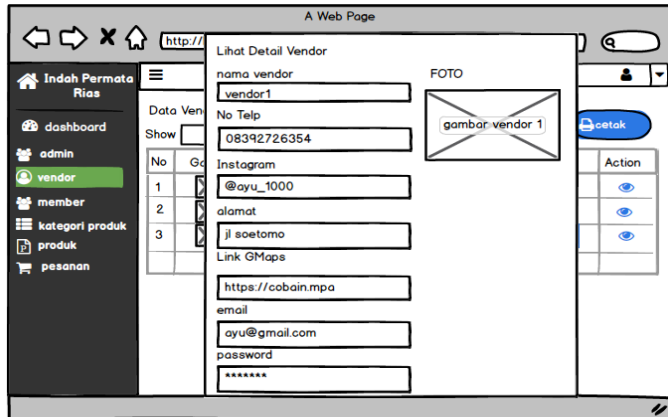 A Web Page
http://
Indah Permata
Rias
dashboard
admin
vendor
member
kategori produk
produk
pesanan
Data Ven
Show
No
1
2
3
Lihat Detail Vendor
nama vendor
vendor1
No Telp
08392726354
Instagram
@ayu_1000
alamat
jl soetomo
Link GMaps
https://cobain.mpa
email
ayu@gmail.com
password
*******
FOTO
gambar vendor 1
cetak
Action